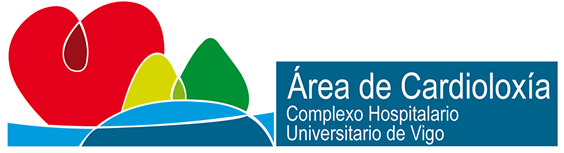 Área de Cardioloxía
Complexo Hospitalario
Universitario de Vigo